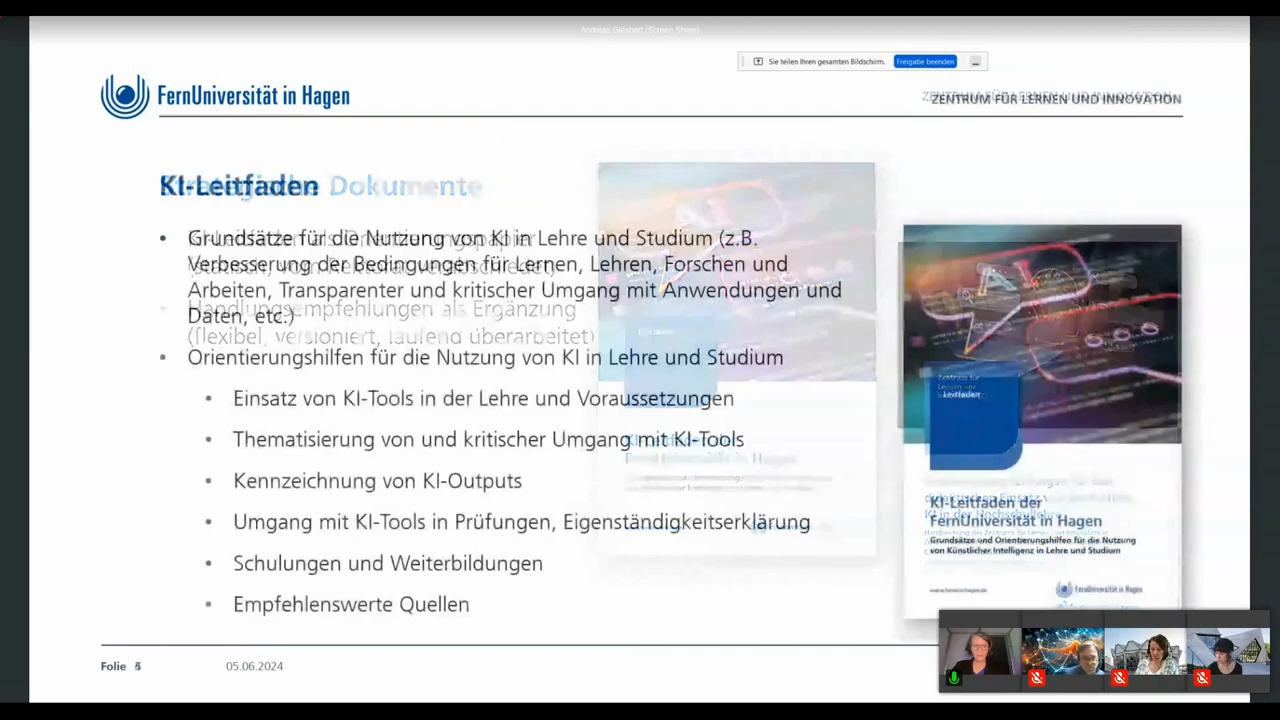 Andreas Giesbert (Screen Share)
Sie teilen Ihren gesamten Bildschirm. Freigabe beenden
FernUniversität in Hagen
ZENTRUM FÜR LERNEN UND INNOVATION
KI-Leitfaden
Strategische Dokumente
• Grundsätze für die Nutzung von KI in Lehre und Studium (z.B.
Verbesserung der Bedingungen für Lernen, Lehren, Forschen und
Arbeiten, Transparenter und kritischer Umgang mit Anwendungen und
Daten, etc.)
Handlungsempfehlungen als Ergänzung
(flexibel, versioniert, laufend überarbeitet)
• Orientierungshilfen für die Nutzung von KI in Lehre und Studium
• Einsatz von KI-Tools in der Lehre und Voraussetzungen
• Thematisierung von und kritischer Umgang mit KI-Tools
• Kennzeichnung von KI-Outputs
• Umgang mit KI-Tools in Prüfungen, Eigenständigkeitserklärung
• Schulungen und Weiterbildungen
• Empfehlenswerte Quellen
Leitfaden
KI-Leitfaden der
FernUniversität in Hagen
Grundsätze und Orientierungshilfen für die Nutzung
von Künstlicher Intelligenz in Lehre und Studium
FernUniversität in Hagen
Folie
05.06.2024